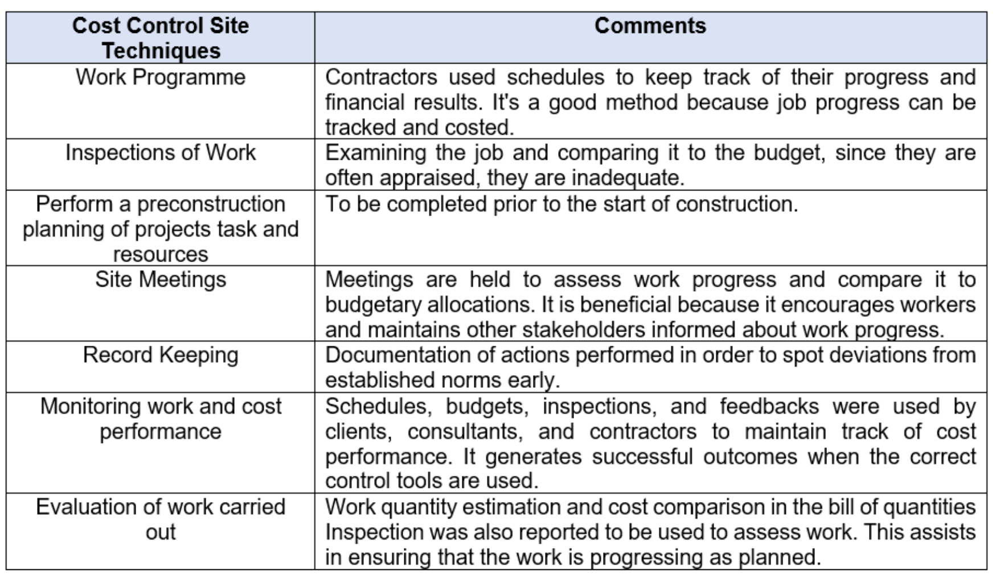 Cost Control Site
Techniques
Comments
Work Programme
Contractors used schedules to keep track of their progress and
financial results. It's a good method because job progress can be
tracked and costed.
Inspections of Work
Examining the job and comparing it to the budget, since they are
often appraised, they are inadequate.
Perform a preconstruction
planning of projects task and
resources
To be completed prior to the start of construction.
Site Meetings
Meetings are held to assess work progress and compare it to
budgetary allocations. It is beneficial because it encourages workers
and maintains other stakeholders informed about work progress.
Record Keeping
Documentation of actions performed in order to spot deviations from
established norms early.
Monitoring work and cost
performance
Schedules, budgets, inspections, and feedbacks were used by
clients, consultants, and contractors to maintain track of cost
performance. It generates successful outcomes when the correct
control tools are used.
Evaluation of work carried
out
Work quantity estimation and cost comparison in the bill of quantities
Inspection was also reported to be used to assess work. This assists
in ensuring that the work is progressing as planned.